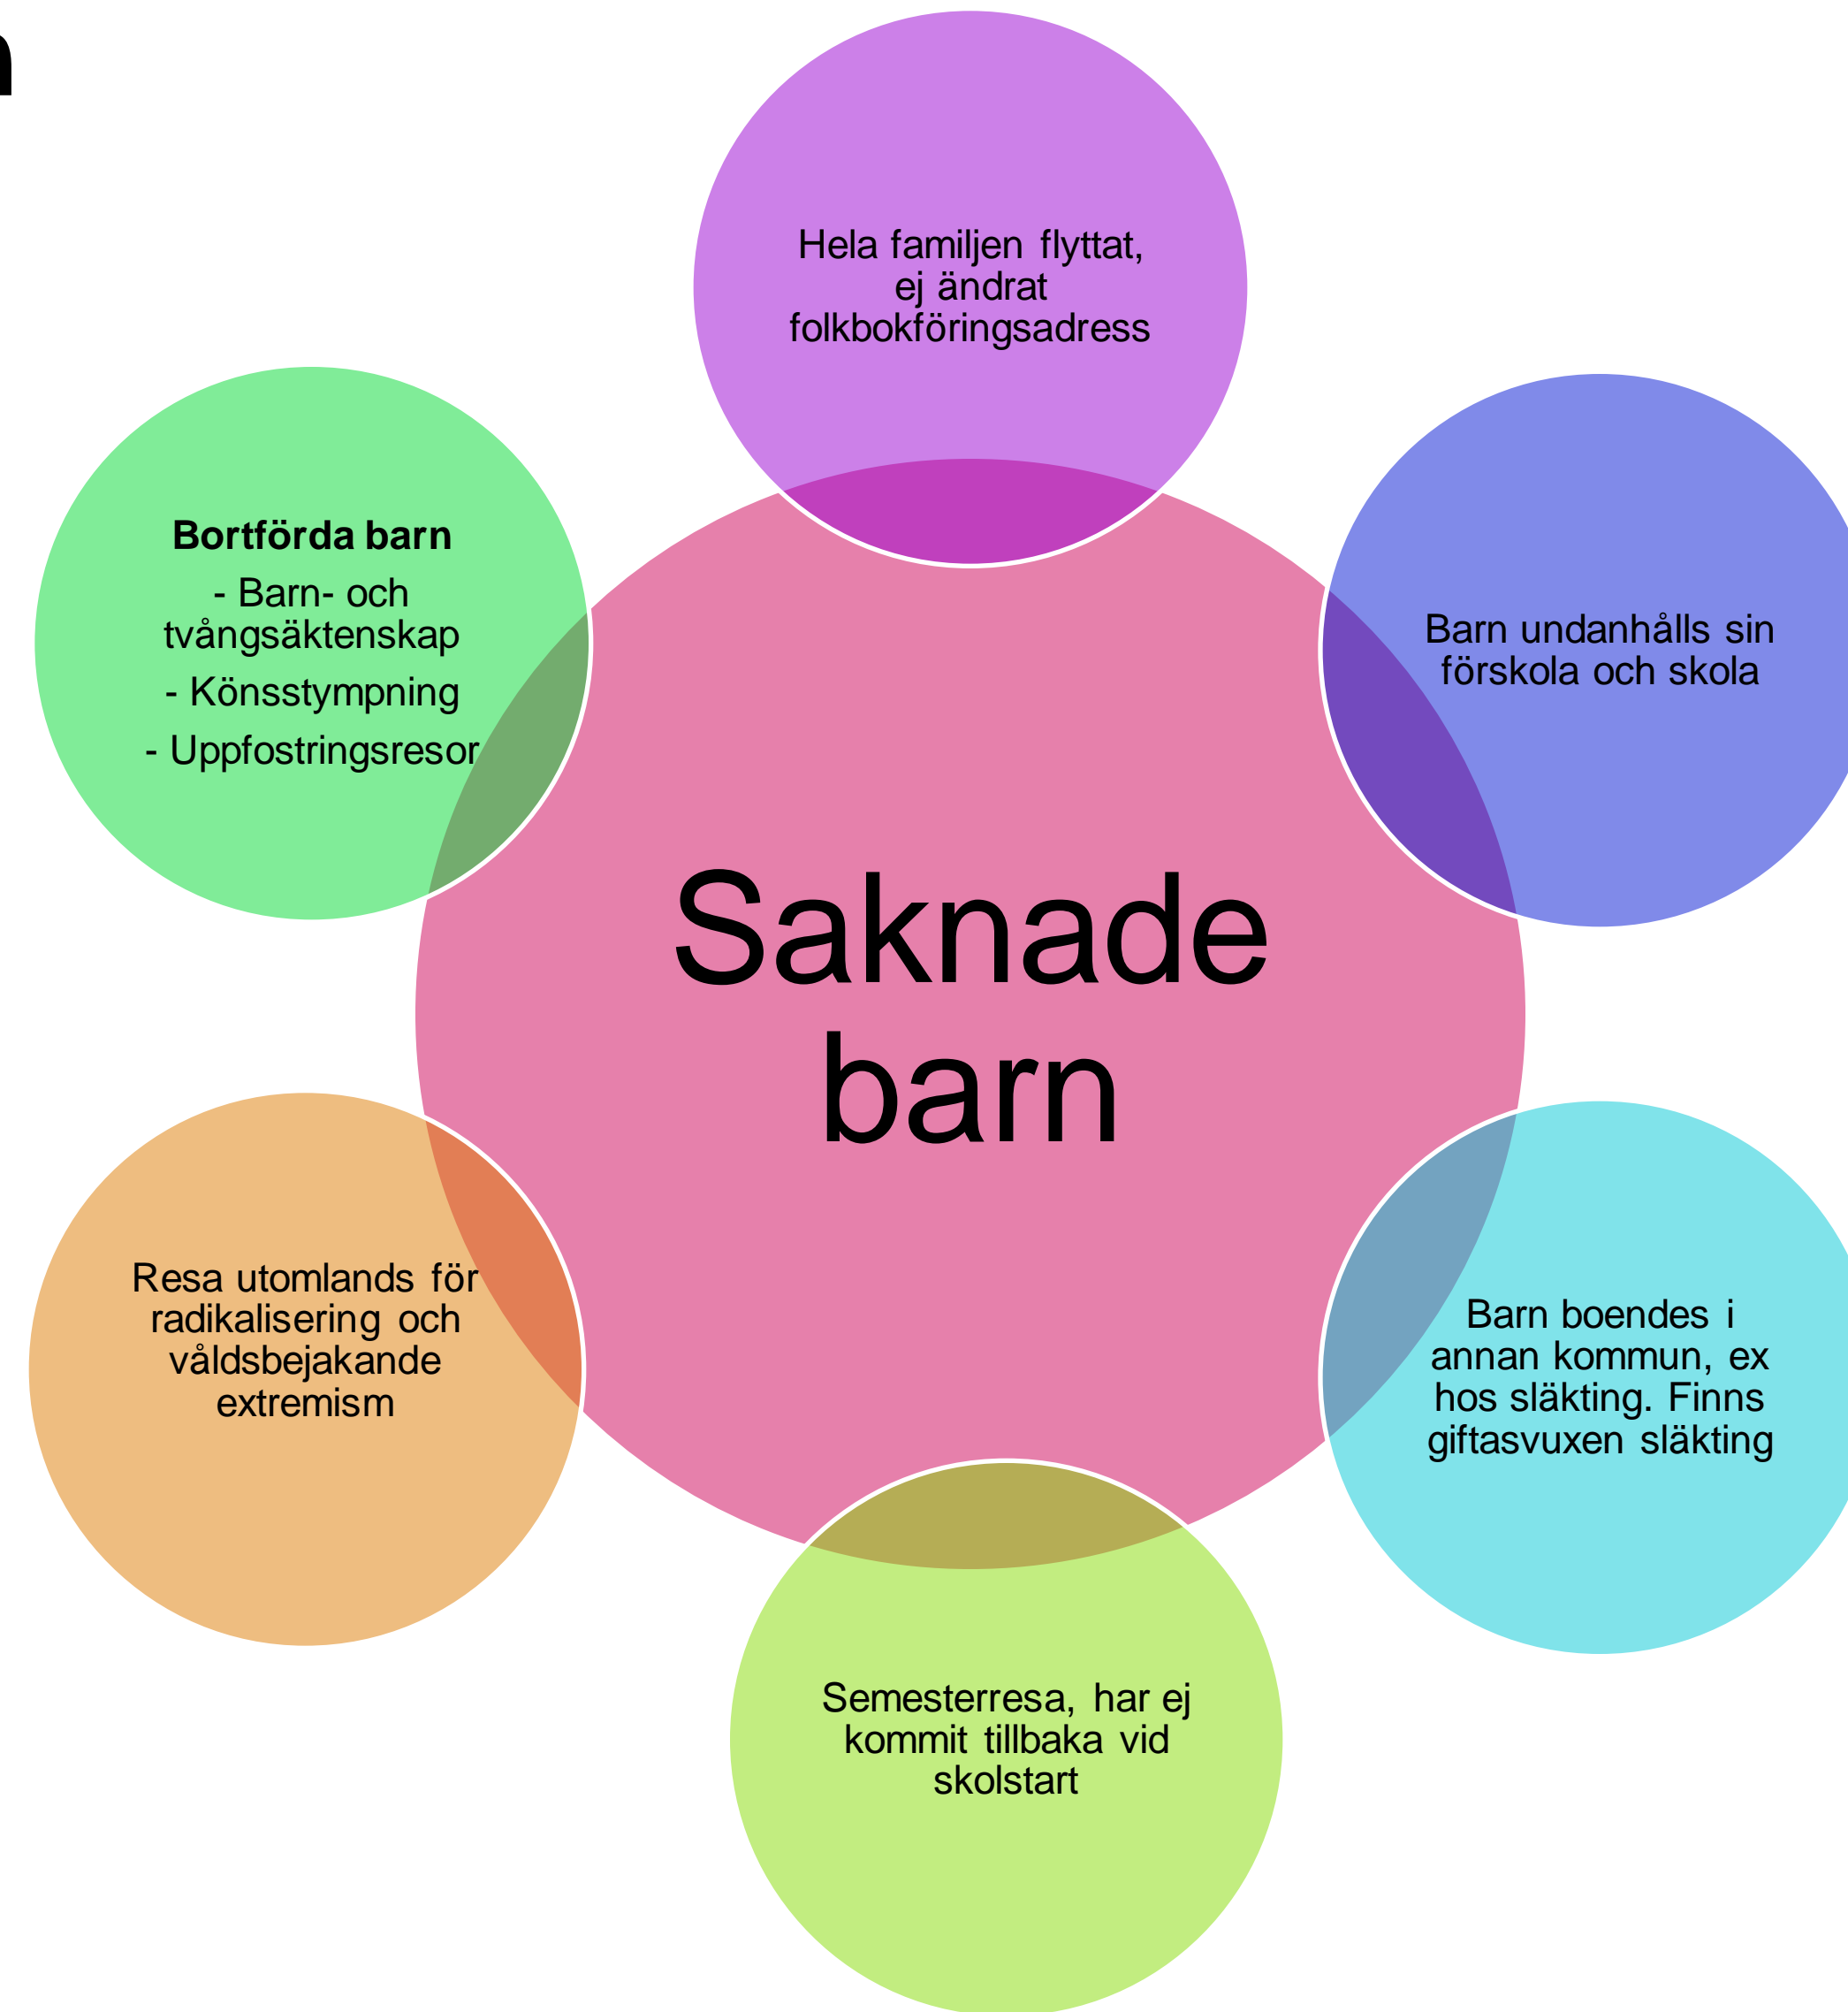 Hela familjen flyttat,
ej ändrat
folkbokföringsadress
Bortförda barn
- Barn- och
tvångsäktenskap
- Könsstympning
- Uppfostringsresor
Barn undanhålls sin
förskola och skola
Saknade
barn
Resa utomlands för
radikalisering och
våldsbejakande
extremism
Barn boendes i
annan kommun, ex
hos släkting. Finns
giftasvuxen släkting
Semesterresa, har ej
kommit tillbaka vid
skolstart